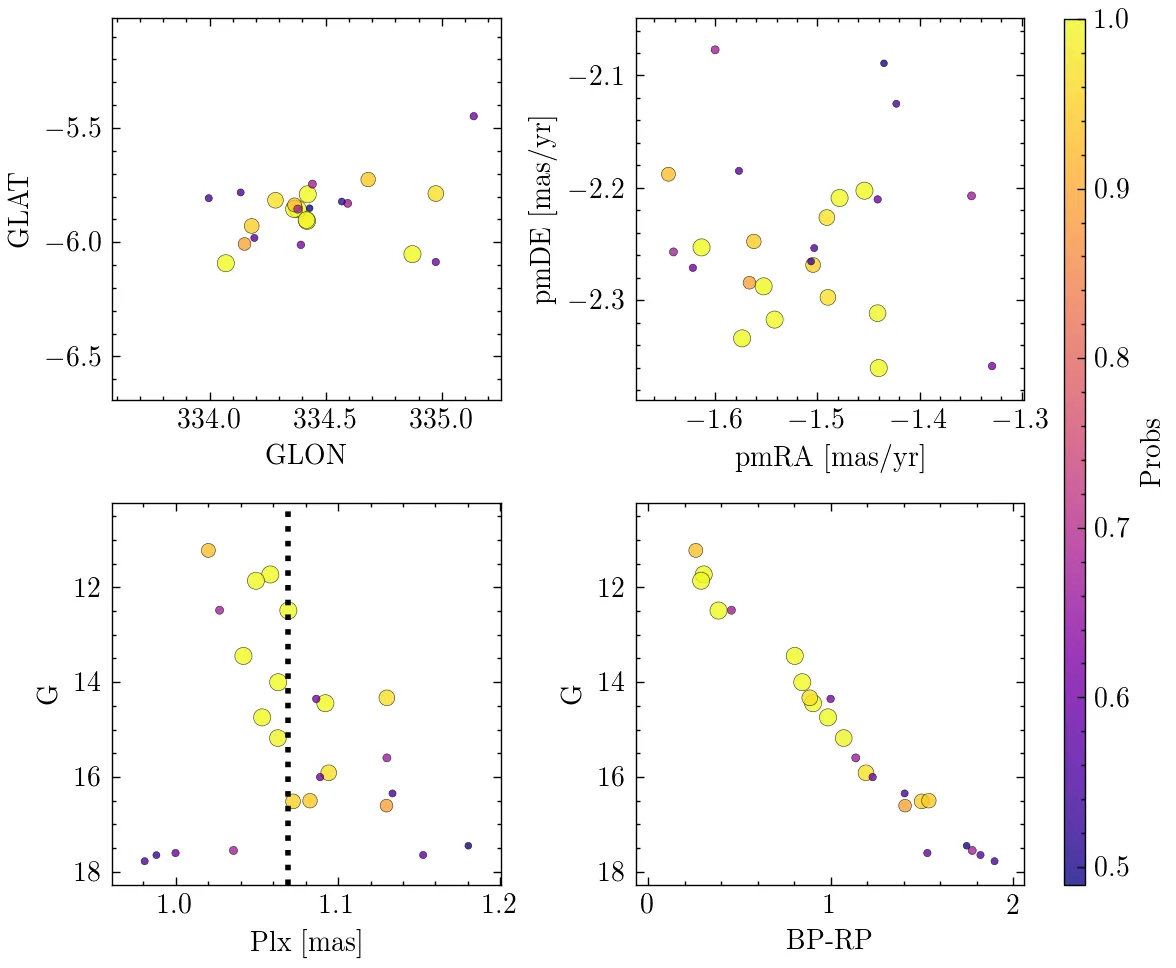 −5.5
−6.0
−6.5
GLAT
334.0 334.5 335.0
GLON
−2.1
−2.2
−2.3
pmDE [mas/yr]
−1.6 −1.5 −1.4 −1.3
pmRA [mas/yr]
1.0
0.9
0.8
0.7
0.6
0.5
Probs
12
14
16
18
G
1.0 1.1 1.2
Plx [mas]
12
14
16
18
G
0 1 2
BP-RP